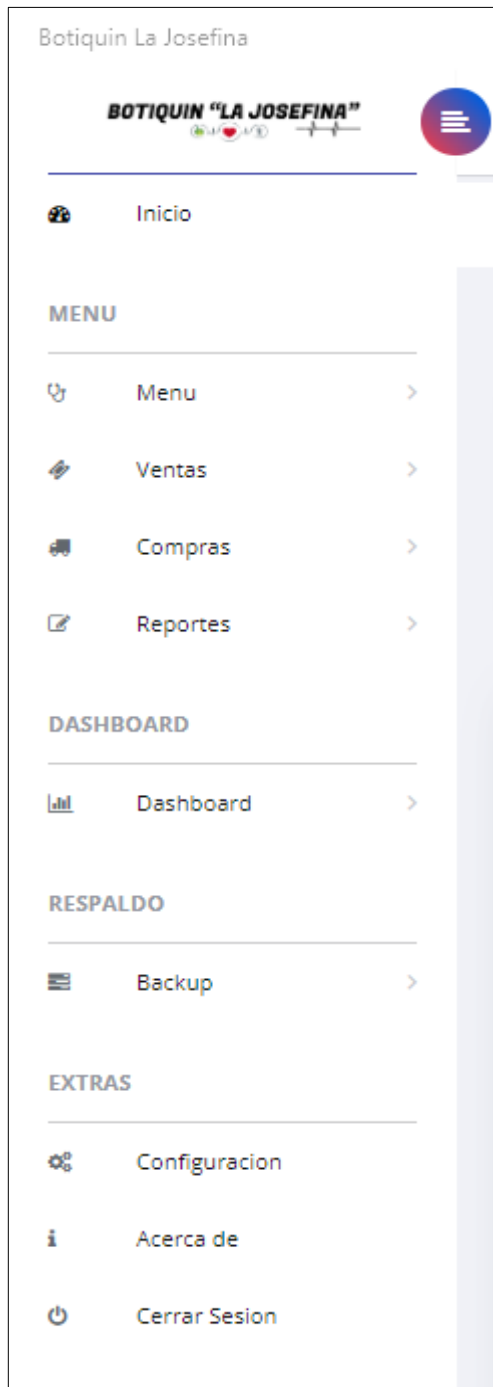 Botiquin La Josefina
BOTIQUIN “LA JOSEFINA”
Inicio
MENU
Menu
Ventas
Compras
Reportes
DASHBOARD
Dashboard
RESPALDO
Backup
EXTRAS
Configuracion
Acerca de
Cerrar Sesion